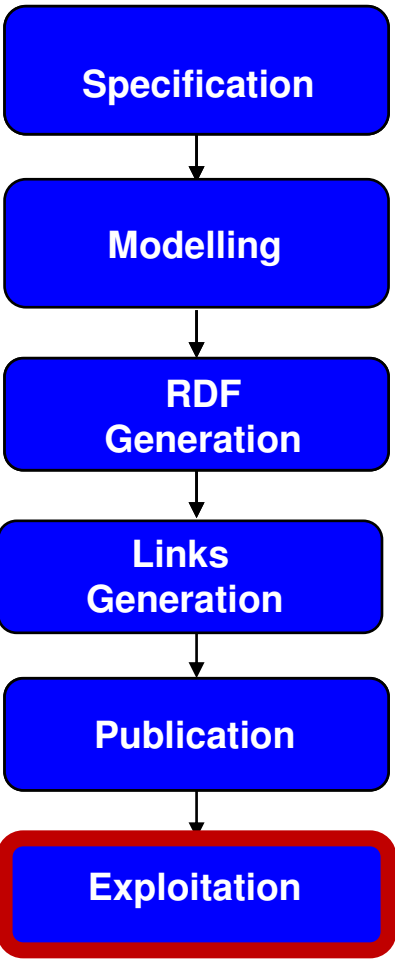 Specification
Modelling
RDF
Generation
Links
Generation
Publication
Exploitation